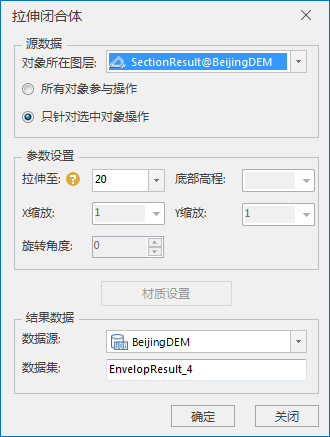 拉伸闭合体
源数据
对象所在图层: SectionResult@BeijingDEM
所有对象参与操作
只针对选中对象操作
参数设置
拉伸至: ? 20 底部高程:
X缩放: 1 Y缩放: 1
旋转角度: 0
材质设置
结果数据
数据源: BeijingDEM
数据集: EnvelopResult_4
确定 关闭